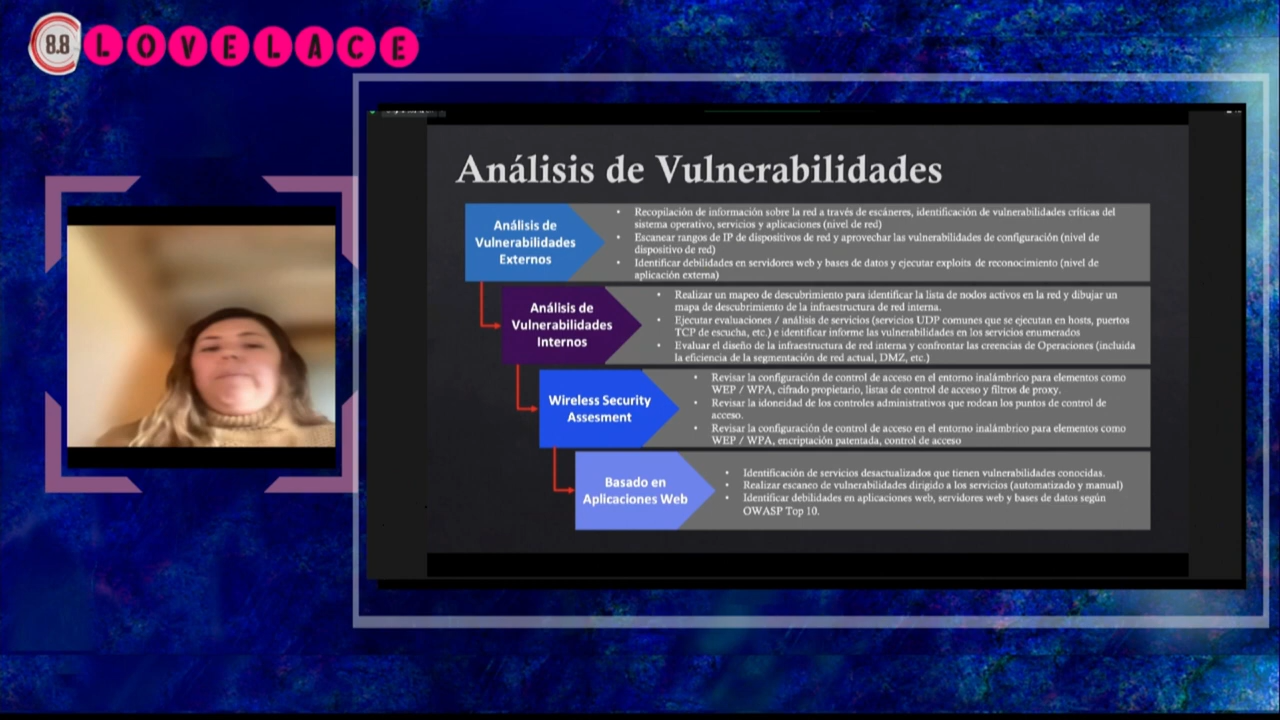 8.8 LOVELACE
Análisis de Vulnerabilidades
Análisis de
Vulnerabilidades
Externos
• Recopilación de información sobre la red a través de escáneres, identificación de vulnerabilidades críticas del
sistema operativo, servicios y aplicaciones (nivel de red)
• Escanear rangos de IP de dispositivos de red y aprovechar las vulnerabilidades de configuración (nivel de
dispositivo de red)
• Identificar debilidades en servidores web y bases de datos y ejecutar exploits de reconocimiento (nivel de
aplicación externa)
Análisis de
Vulnerabilidades
Internos
• Realizar un mapeo de descubrimiento para identificar la lista de nodos activos en la red y dibujar un
mapa de descubrimiento de la infraestructura de red interna.
• Ejecutar evaluaciones / análisis de servicios (servicios UDP comunes que se ejecutan en hosts, puertos
TCP de escucha, etc.) e identificar informe las vulnerabilidades en los servicios enumerados
• Evaluar el diseño de la infraestructura de red interna y confrontar las creencias de Operaciones (incluida
la eficiencia de la segmentación de red actual, DMZ, etc.)
Wireless Security
Assesment
• Revisar la configuración de control de acceso en el entorno inalámbrico para elementos como
WEP / WPA, cifrado propietario, listas de control de acceso y filtros de proxy.
• Revisar la idoneidad de los controles administrativos que rodean los puntos de control de
acceso.
• Revisar la configuración de control de acceso en el entorno inalámbrico para elementos como
WEP / WPA, encriptación patentada, control de acceso
Basado en
Aplicaciones Web
• Identificación de servicios desactualizados que tienen vulnerabilidades conocidas.
• Realizar escaneo de vulnerabilidades dirigido a los servicios (automatizado y manual)
• Identificar debilidades en aplicaciones web, servidores web y bases de datos según
OWASP Top 10.